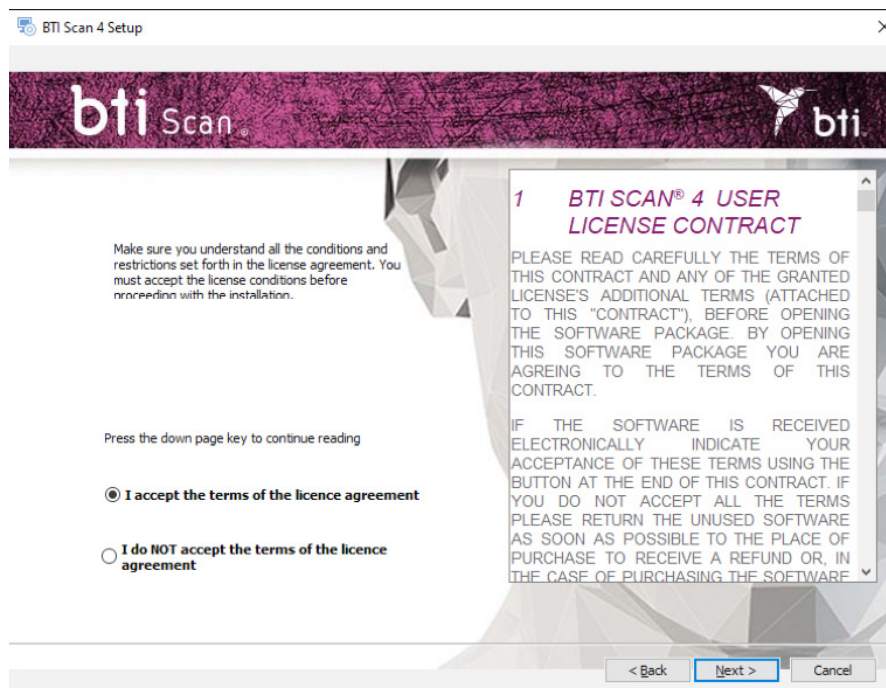 BTI Scan 4 Setup
bti Scan®
bti.
Make sure you understand all the conditions and
restrictions set forth in the license agreement. You
must accept the license conditions before
proceeding with the installation.
Press the down page key to continue reading
I accept the terms of the licence agreement
I do NOT accept the terms of the licence
agreement
1 BTI SCAN® 4 USER
LICENSE CONTRACT
PLEASE READ CAREFULLY THE TERMS OF
THIS CONTRACT AND ANY OF THE GRANTED
LICENSE'S ADDITIONAL TERMS (ATTACHED
TO THIS "CONTRACT"), BEFORE OPENING
THE SOFTWARE PACKAGE. BY OPENING
THIS SOFTWARE PACKAGE YOU ARE
AGREING TO THE TERMS OF THIS
CONTRACT.
IF THE SOFTWARE IS RECEIVED
ELECTRONICALLY INDICATE YOUR
ACCEPTANCE OF THESE TERMS USING THE
BUTTON AT THE END OF THIS CONTRACT. IF
YOU DO NOT ACCEPT ALL THE TERMS
PLEASE RETURN THE UNUSED SOFTWARE
AS SOON AS POSSIBLE TO THE PLACE OF
PURCHASE TO RECEIVE A REFUND OR, IN
THE CASE OF PURCHASING THE SOFTWARE
< Back
Next >
Cancel